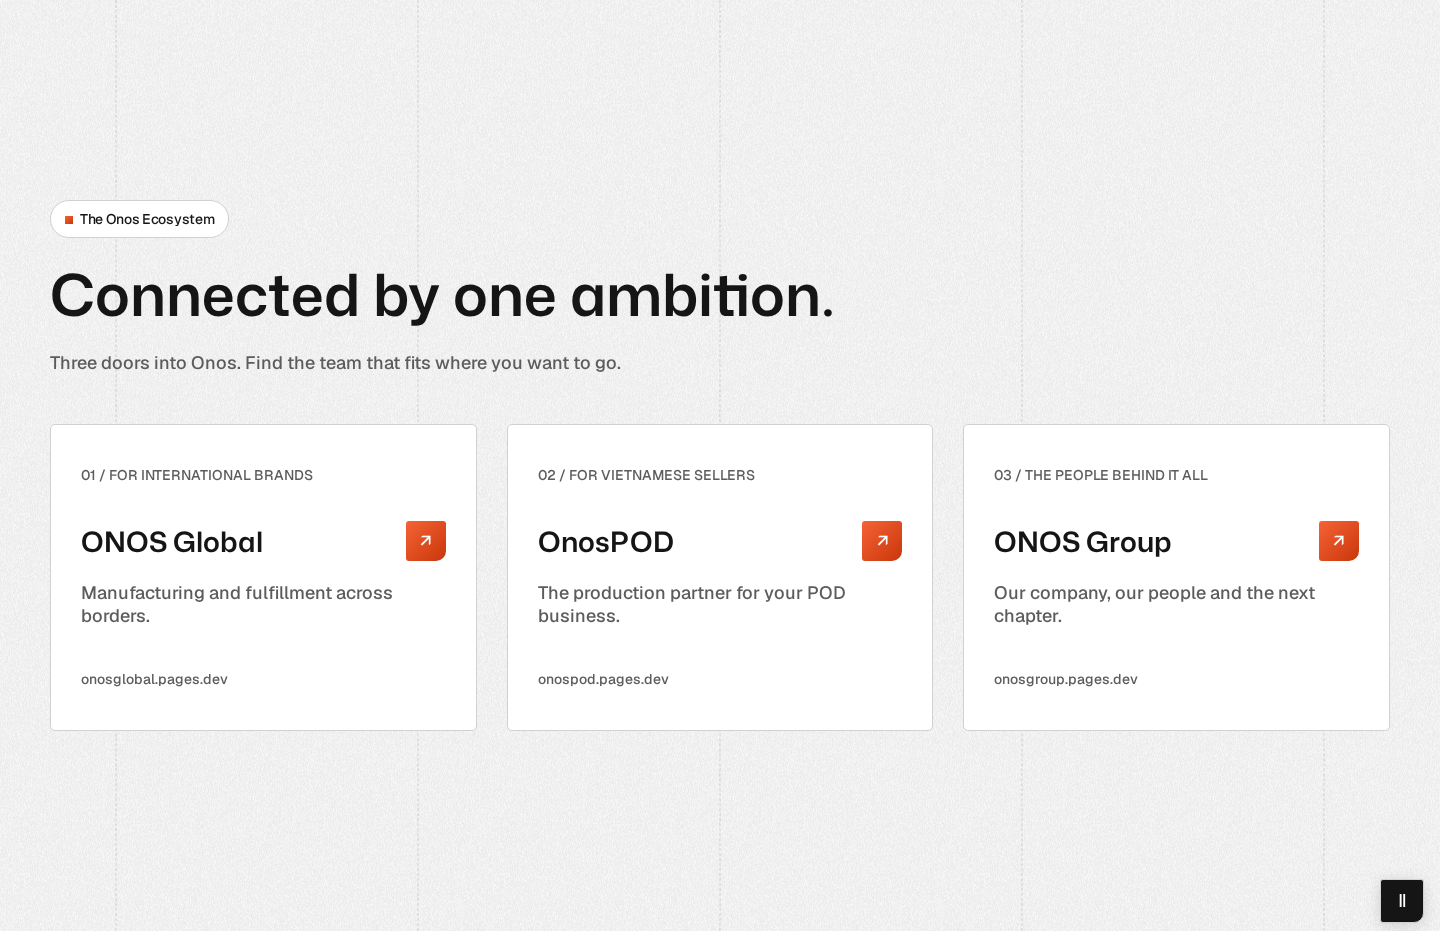 The Onos Ecosystem
Connected by one ambition.
Three doors into Onos. Find the team that fits where you want to go.
01 / FOR INTERNATIONAL BRANDS
ONOS Global
Manufacturing and fulfillment across
borders.
onosglobal.pages.dev
02 / FOR VIETNAMESE SELLERS
OnosPOD
The production partner for your POD
business.
onospod.pages.dev
03 / THE PEOPLE BEHIND IT ALL
ONOS Group
Our company, our people and the next
chapter.
onosgroup.pages.dev